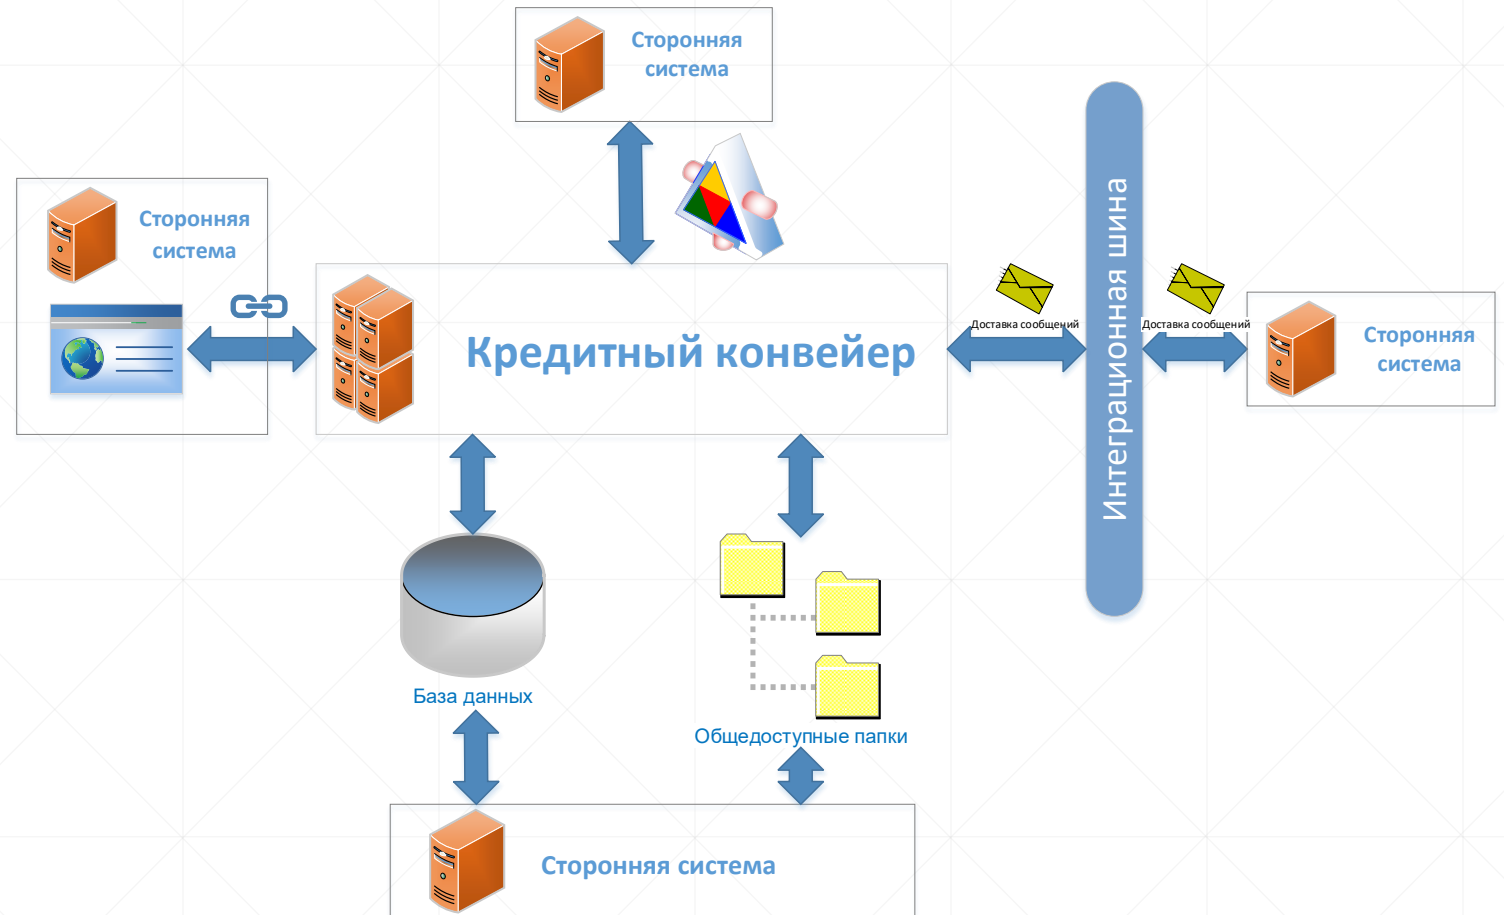 Сторонняя
система
Сторонняя
система
Кредитный конвейер
Доставка сообщений
Интеграционная шина
Доставка сообщений
Сторонняя
система
База данных
Общедоступные папки
Сторонняя система